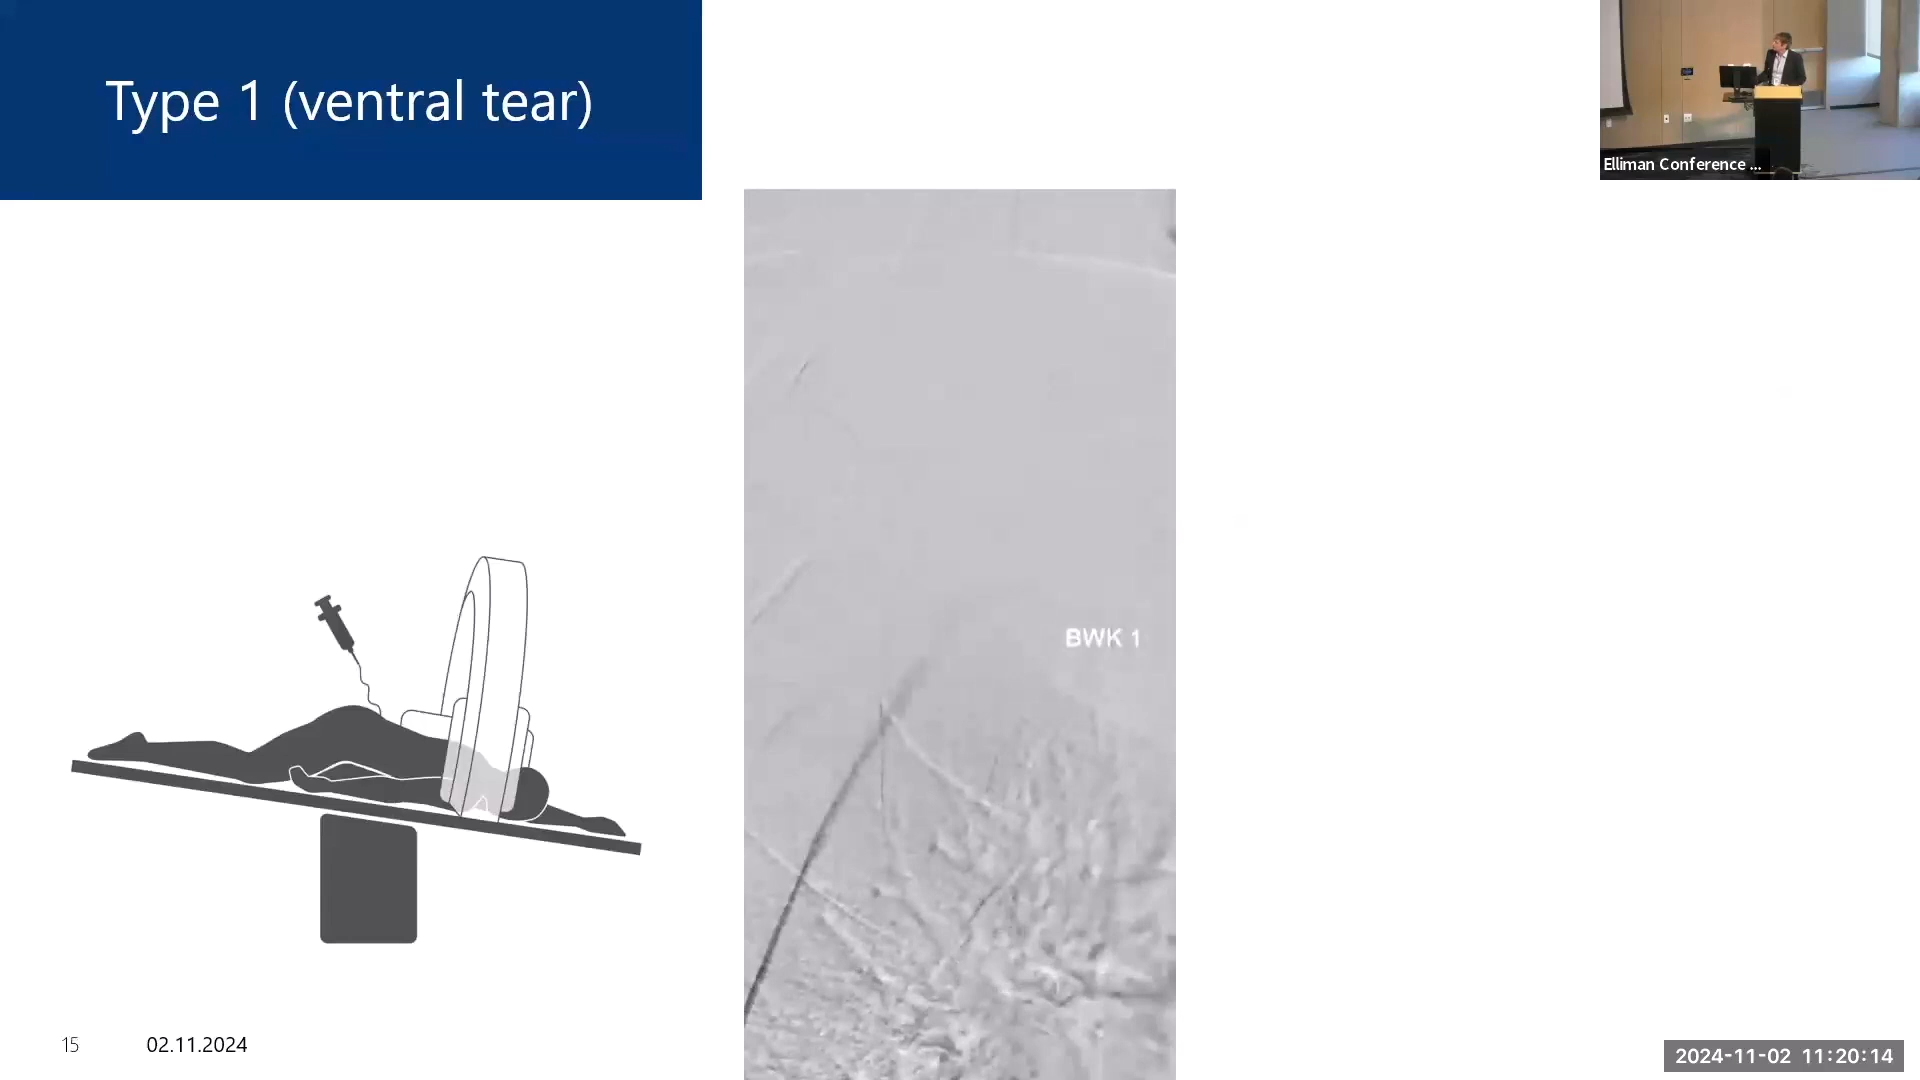 Type 1 (ventral tear)
Elliman Conference ...
BWK 1
15
02.11.2024
2024-11-02 11:20:14